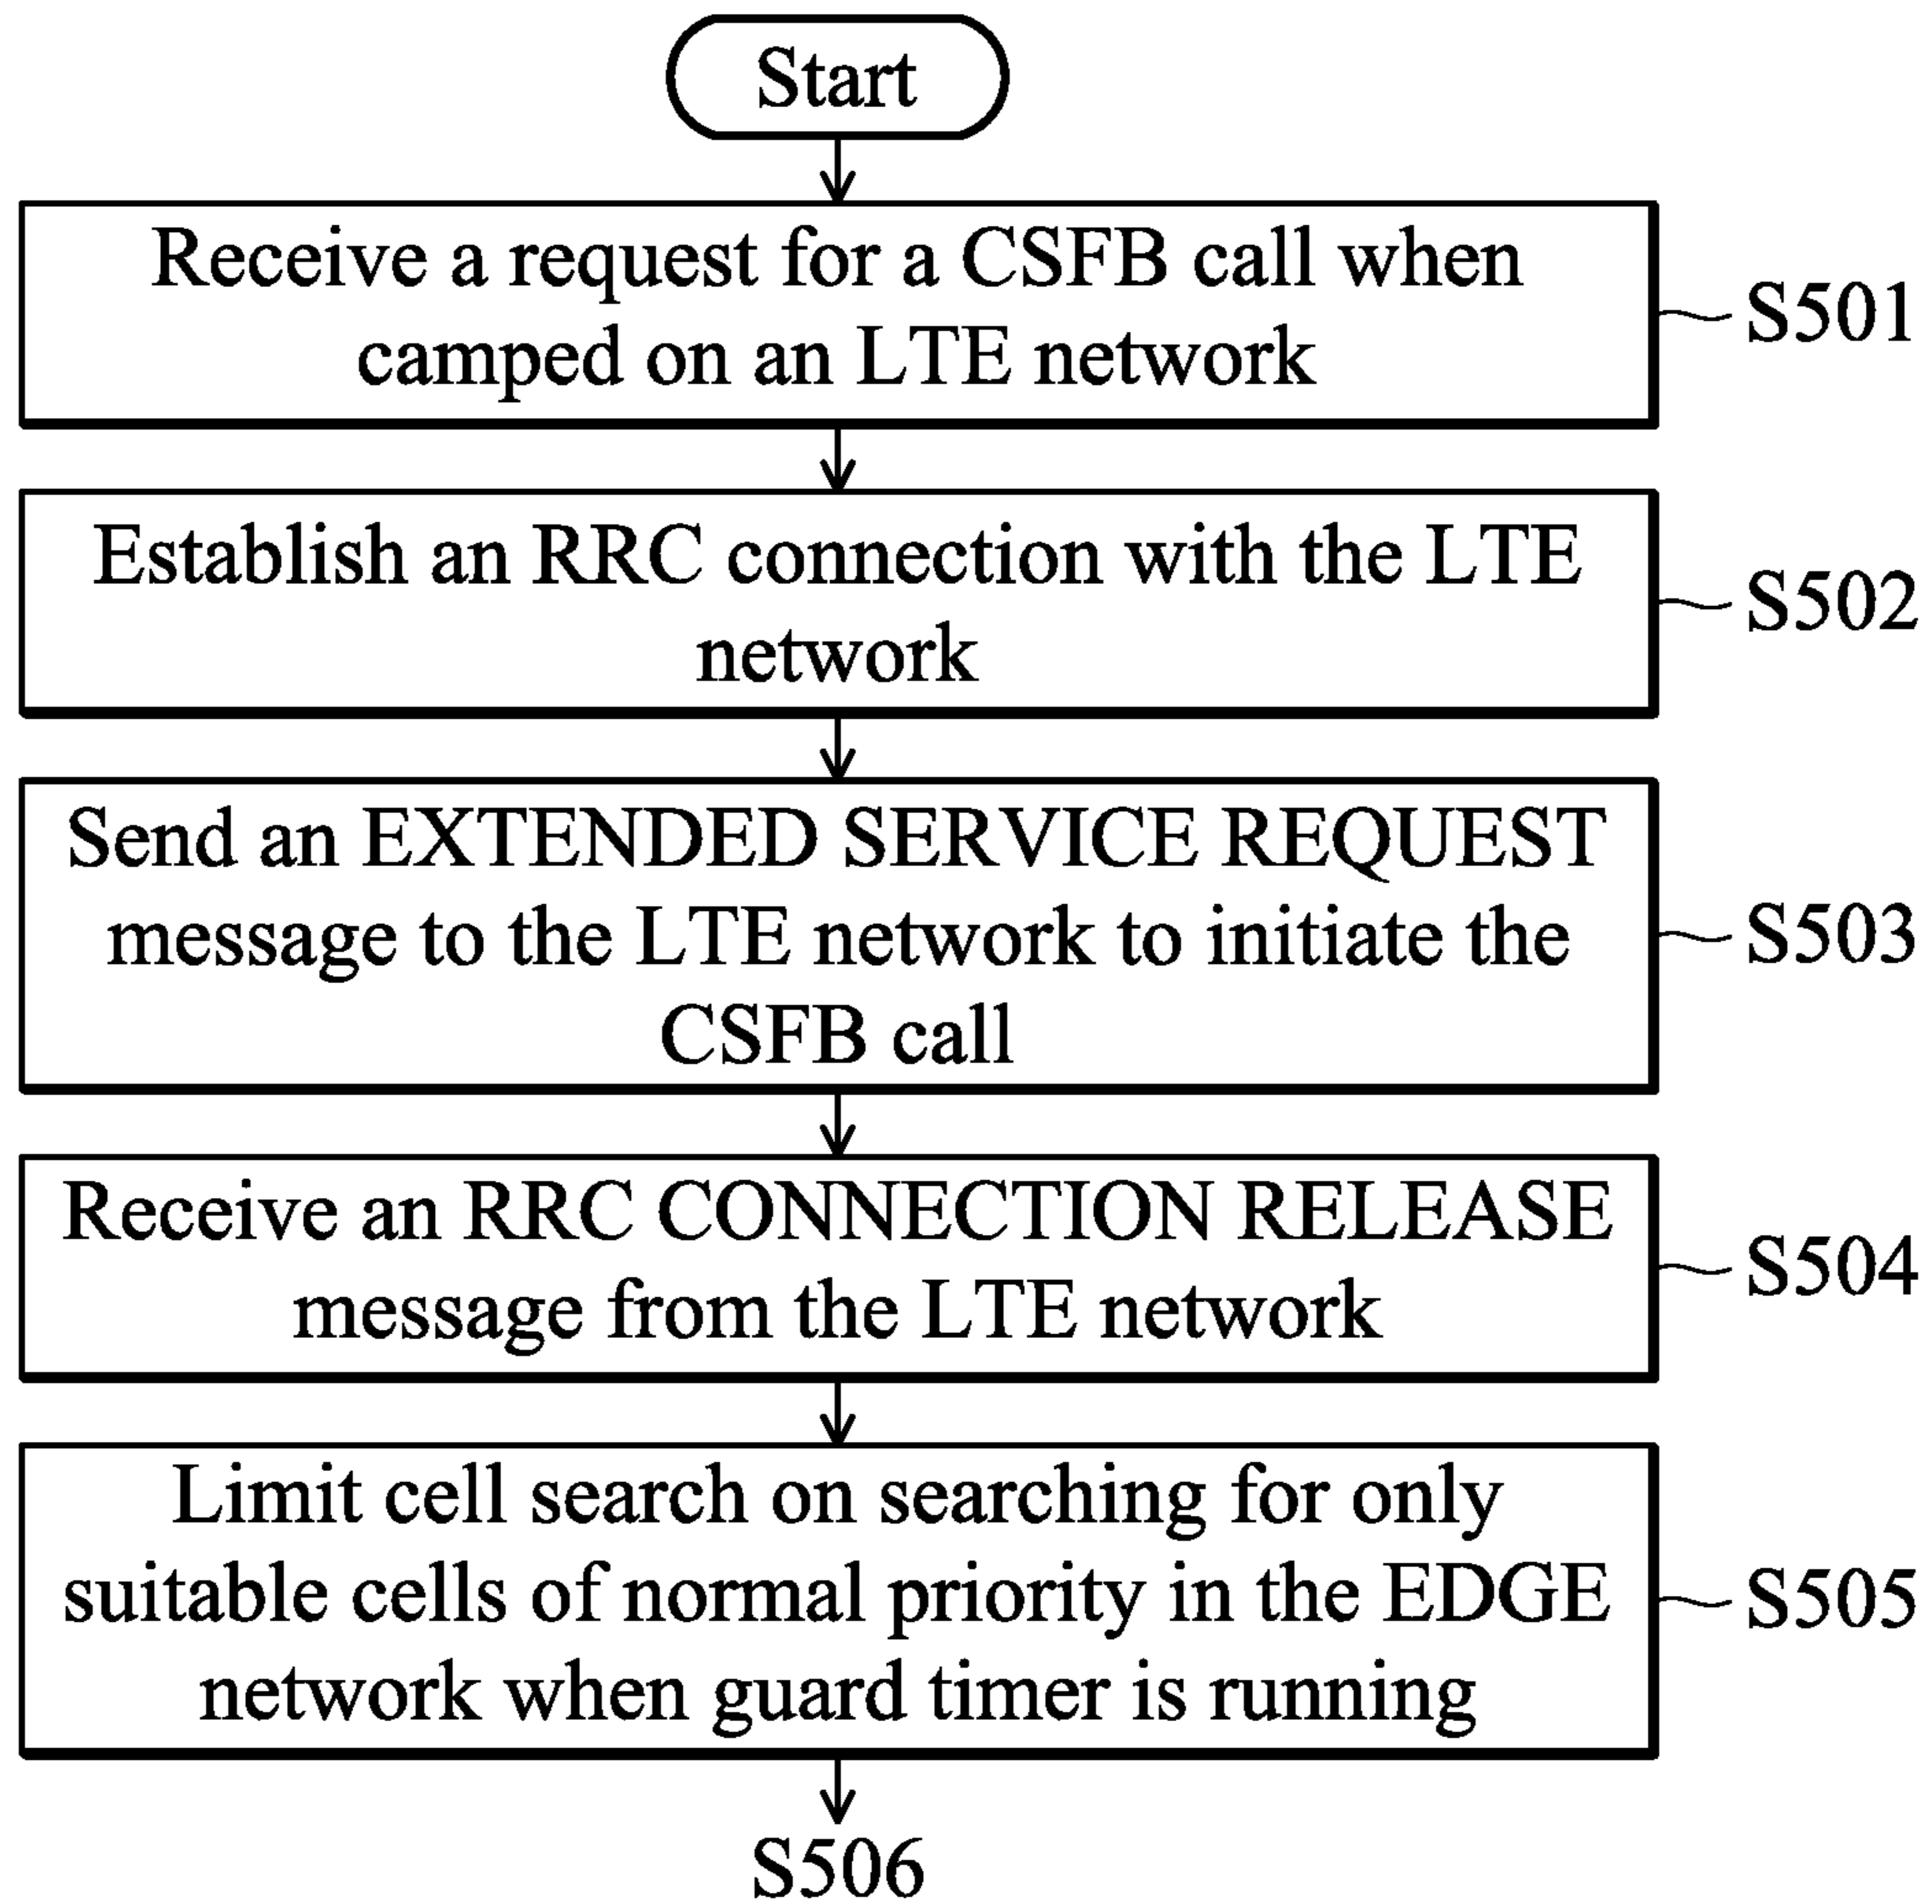 Start
Receive a request for a CSFB call when
camped on an LTE network
S501
Establish an RRC connection with the LTE
network
S502
Send an EXTENDED SERVICE REQUEST
message to the LTE network to initiate the
CSFB call
S503
Receive an RRC CONNECTION RELEASE
message from the LTE network
S504
Limit cell search on searching for only
suitable cells of normal priority in the EDGE
network when guard timer is running
S505
S506